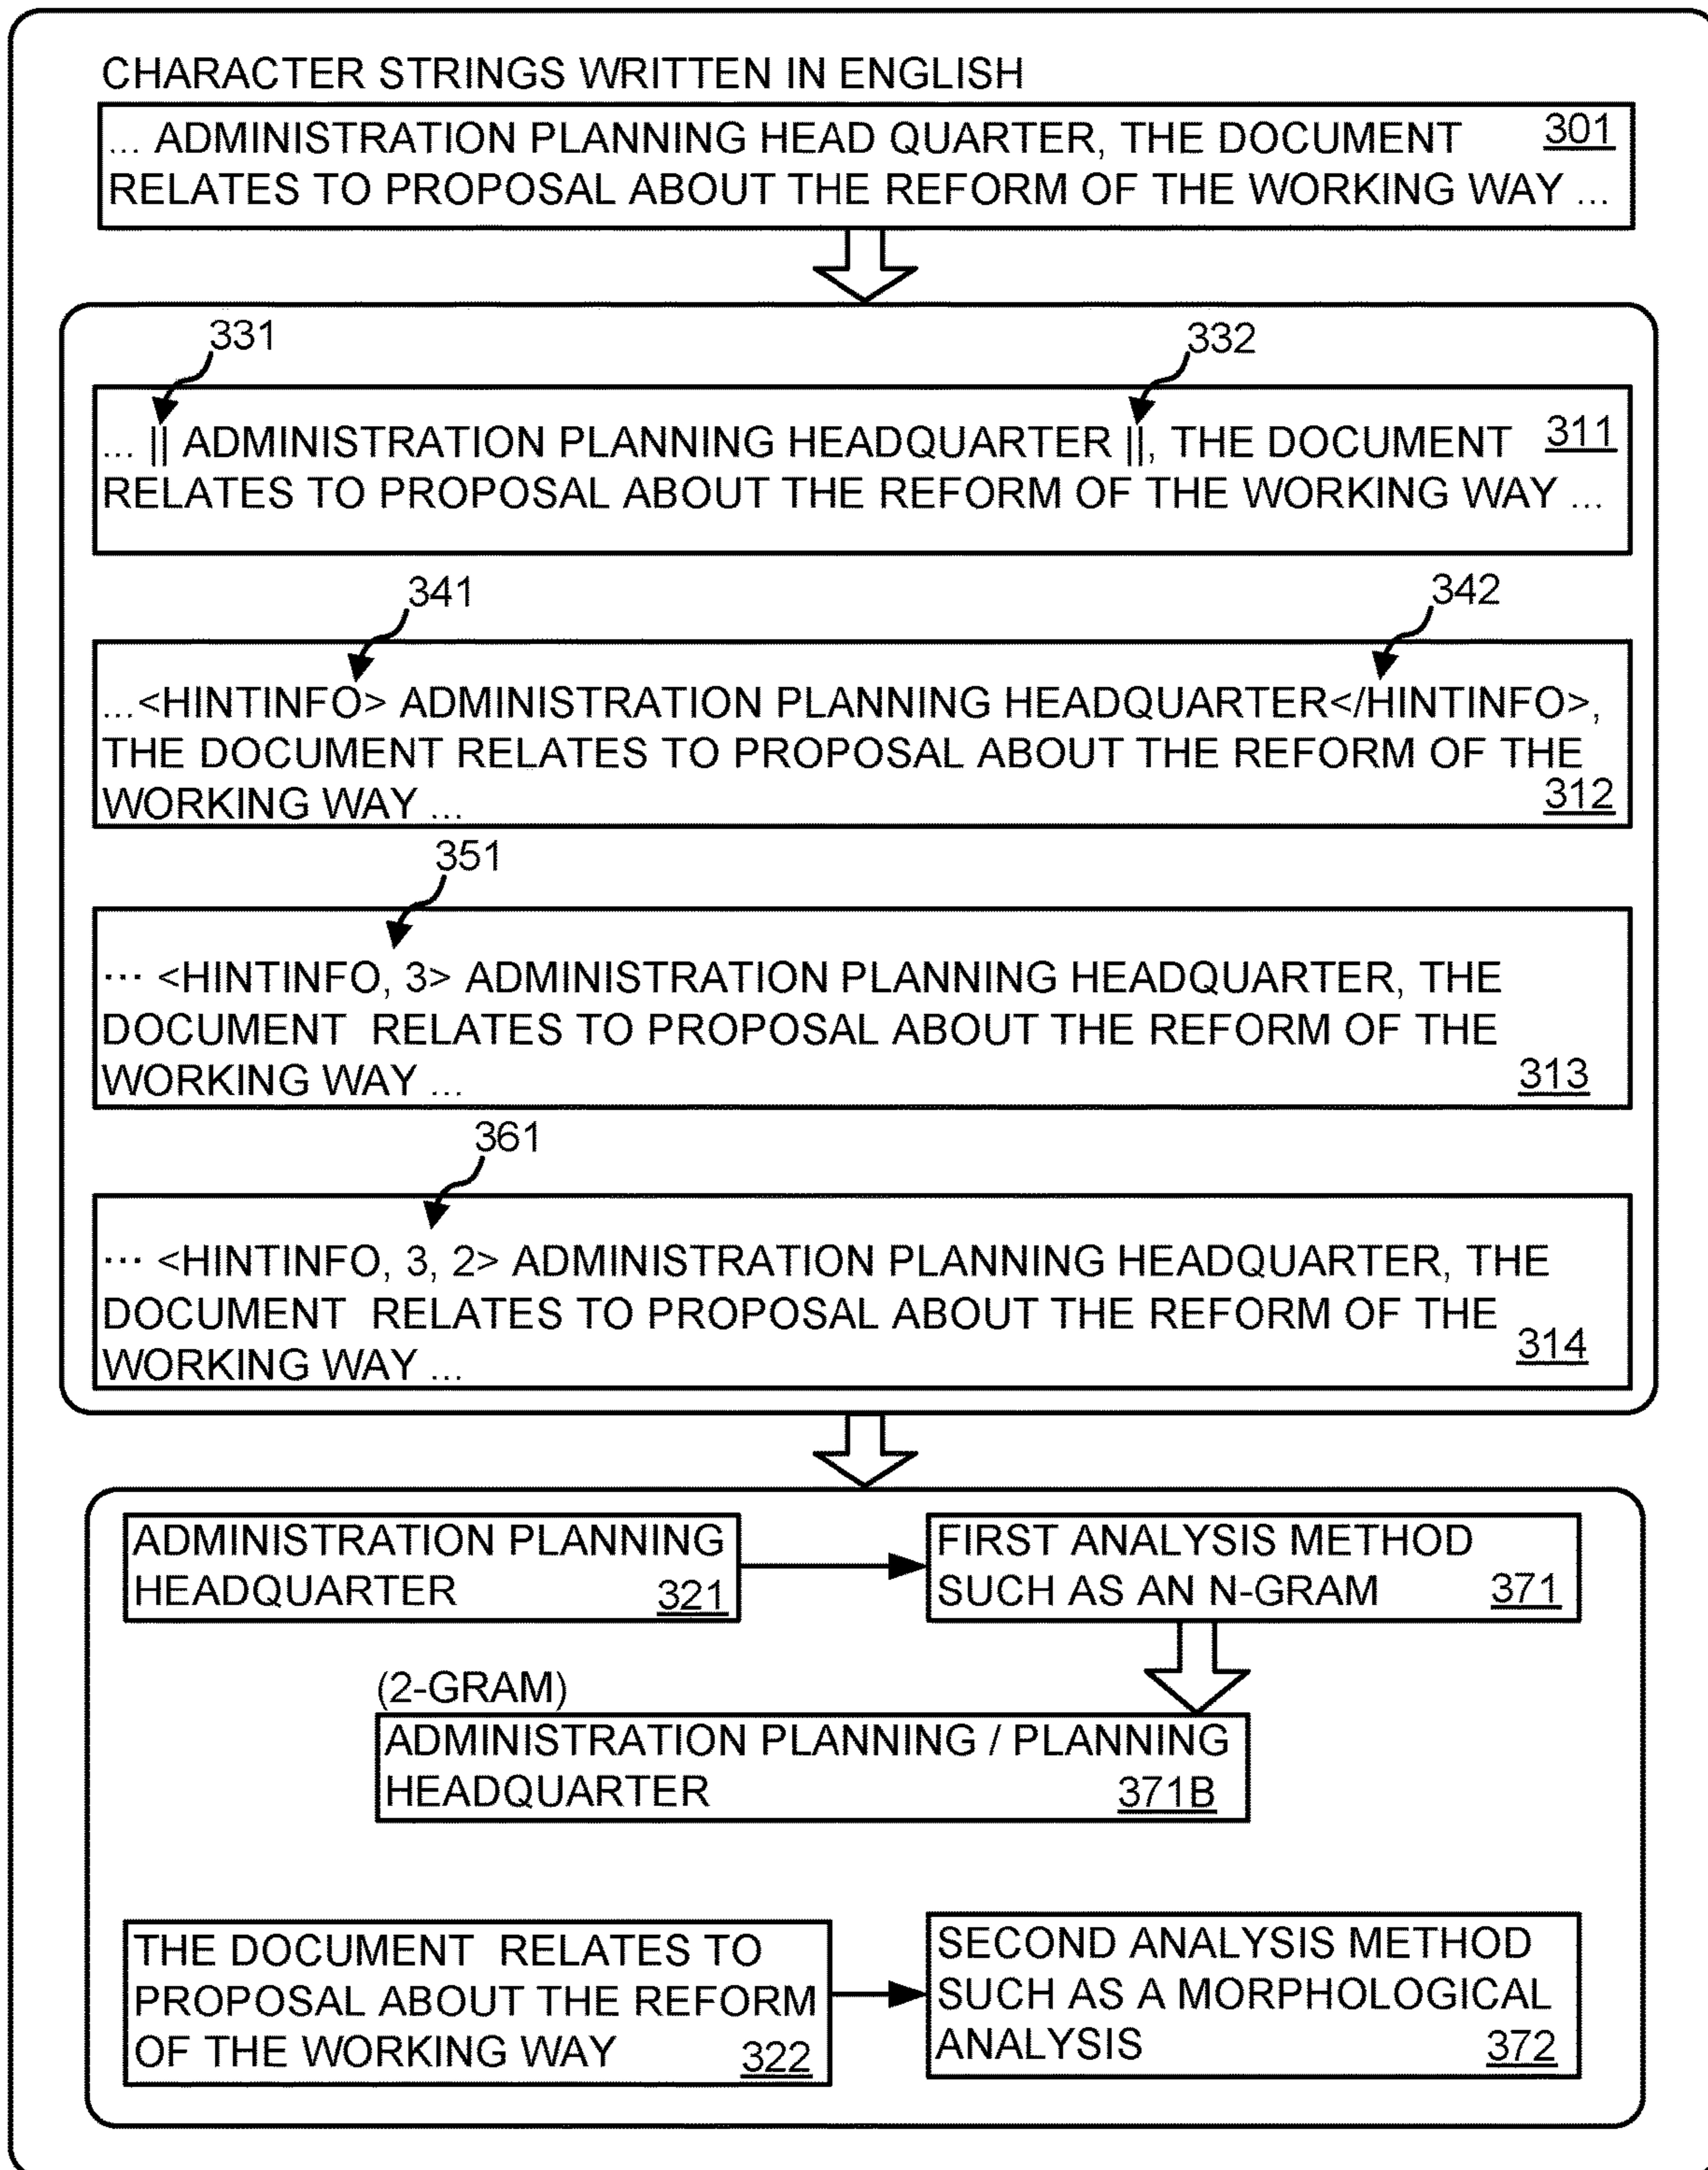 CHARACTER STRINGS WRITTEN IN ENGLISH
... ADMINISTRATION PLANNING HEAD QUARTER, THE DOCUMENT 301
RELATES TO PROPOSAL ABOUT THE REFORM OF THE WORKING WAY ...
331 332
... || ADMINISTRATION PLANNING HEADQUARTER ||, THE DOCUMENT 311
RELATES TO PROPOSAL ABOUT THE REFORM OF THE WORKING WAY ...
341 342
...<HINTINFO> ADMINISTRATION PLANNING HEADQUARTER</HINTINFO>,
THE DOCUMENT RELATES TO PROPOSAL ABOUT THE REFORM OF THE
WORKING WAY ... 312
351
... <HINTINFO, 3> ADMINISTRATION PLANNING HEADQUARTER, THE
DOCUMENT RELATES TO PROPOSAL ABOUT THE REFORM OF THE
WORKING WAY ... 313
361
... <HINTINFO, 3, 2> ADMINISTRATION PLANNING HEADQUARTER, THE
DOCUMENT RELATES TO PROPOSAL ABOUT THE REFORM OF THE
WORKING WAY ... 314
ADMINISTRATION PLANNING
HEADQUARTER 321
FIRST ANALYSIS METHOD
SUCH AS AN N-GRAM 371
(2-GRAM)
ADMINISTRATION PLANNING / PLANNING
HEADQUARTER 371B
THE DOCUMENT RELATES TO
PROPOSAL ABOUT THE REFORM
OF THE WORKING WAY 322
SECOND ANALYSIS METHOD
SUCH AS A MORPHOLOGICAL
ANALYSIS 372